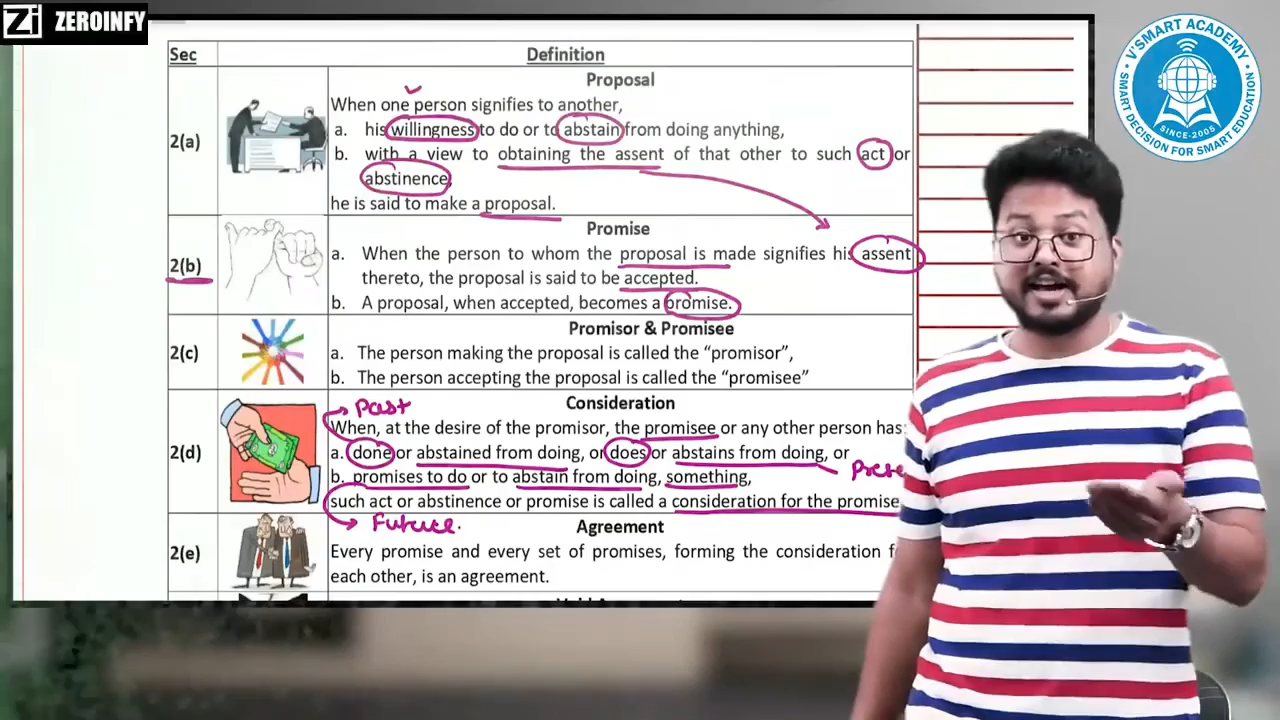 Zi ZEROINFY
Sec Definition
Proposal
2(a)
When one person signifies to another,
a. his willingness to do or to abstain from doing anything,
b. with a view to obtaining the assent of that other to such act or
abstinence,
he is said to make a proposal.
Promise
2(b)
a. When the person to whom the proposal is made signifies his assent
thereto, the proposal is said to be accepted.
b. A proposal, when accepted, becomes a promise.
Promisor & Promisee
2(c)
a. The person making the proposal is called the “promisor”,
b. The person accepting the proposal is called the “promisee”
Past
Consideration
2(d)
When, at the desire of the promisor, the promisee or any other person has:
a. done or abstained from doing, or does or abstains from doing, or
Prese
b. promises to do or to abstain from doing, something,
such act or abstinence or promise is called a consideration for the promise
Future.
Agreement
2(e)
Every promise and every set of promises, forming the consideration f
each other, is an agreement.
V'SMART ACADEMY
SMART DECISION FOR SMART EDUCATION
SINCE-2005